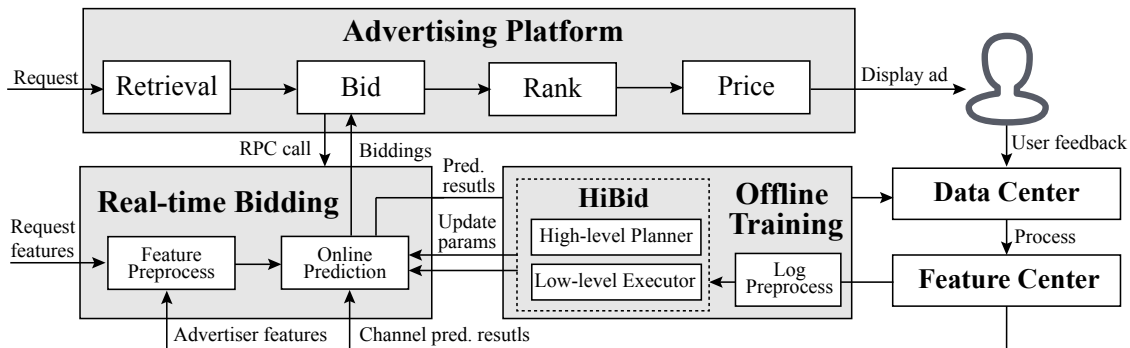 Advertising Platform
Request
Retrieval
Bid
Rank
Price
Display ad
RPC call
Biddings
User feedback
Real-time Bidding
Pred.
resutls
HiBid
Offline
Training
Data Center
Request
features
Feature
Preprocess
Online
Prediction
Update
params
High-level Planner
Low-level Executor
Log
Preprocess
Process
Feature Center
Advertiser features
Channel pred. resutls